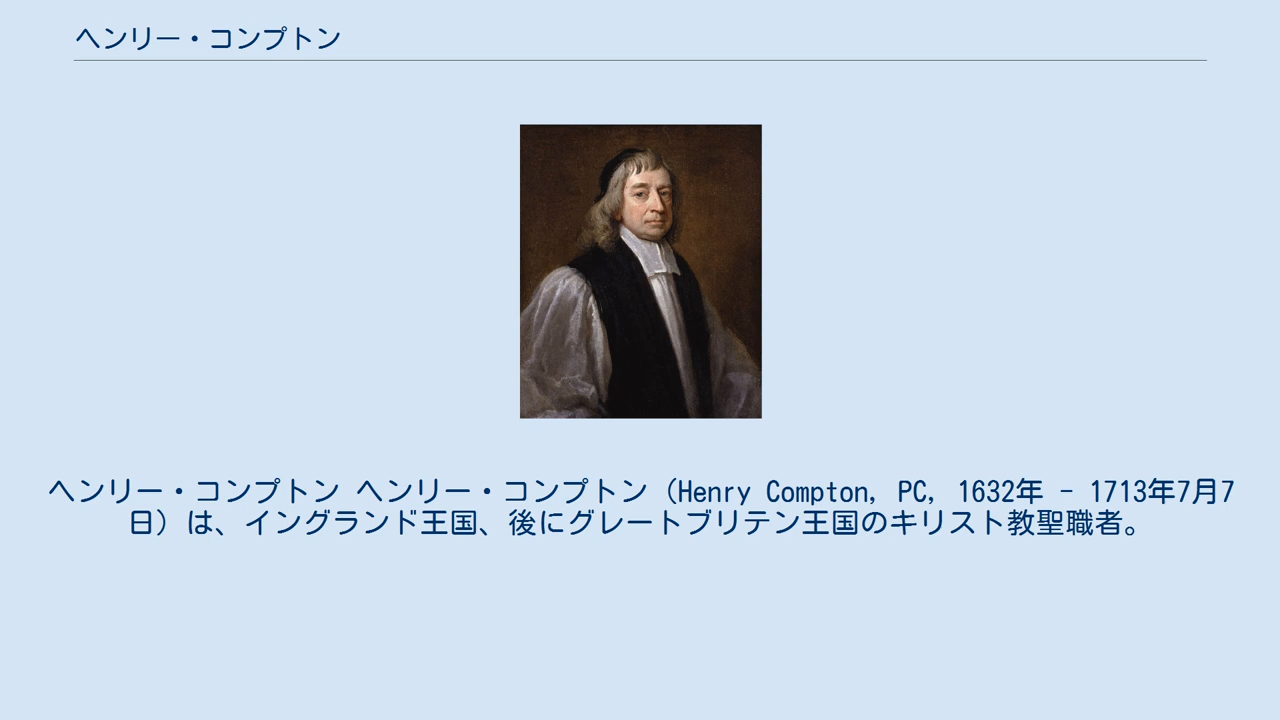 ヘンリー・コンプトン
ヘンリー・コンプトン ヘンリー・コンプトン（Henry Compton, PC, 1632年 - 1713年7月7
日）は、イングランド王国、後にグレートブリテン王国のキリスト教聖職者。